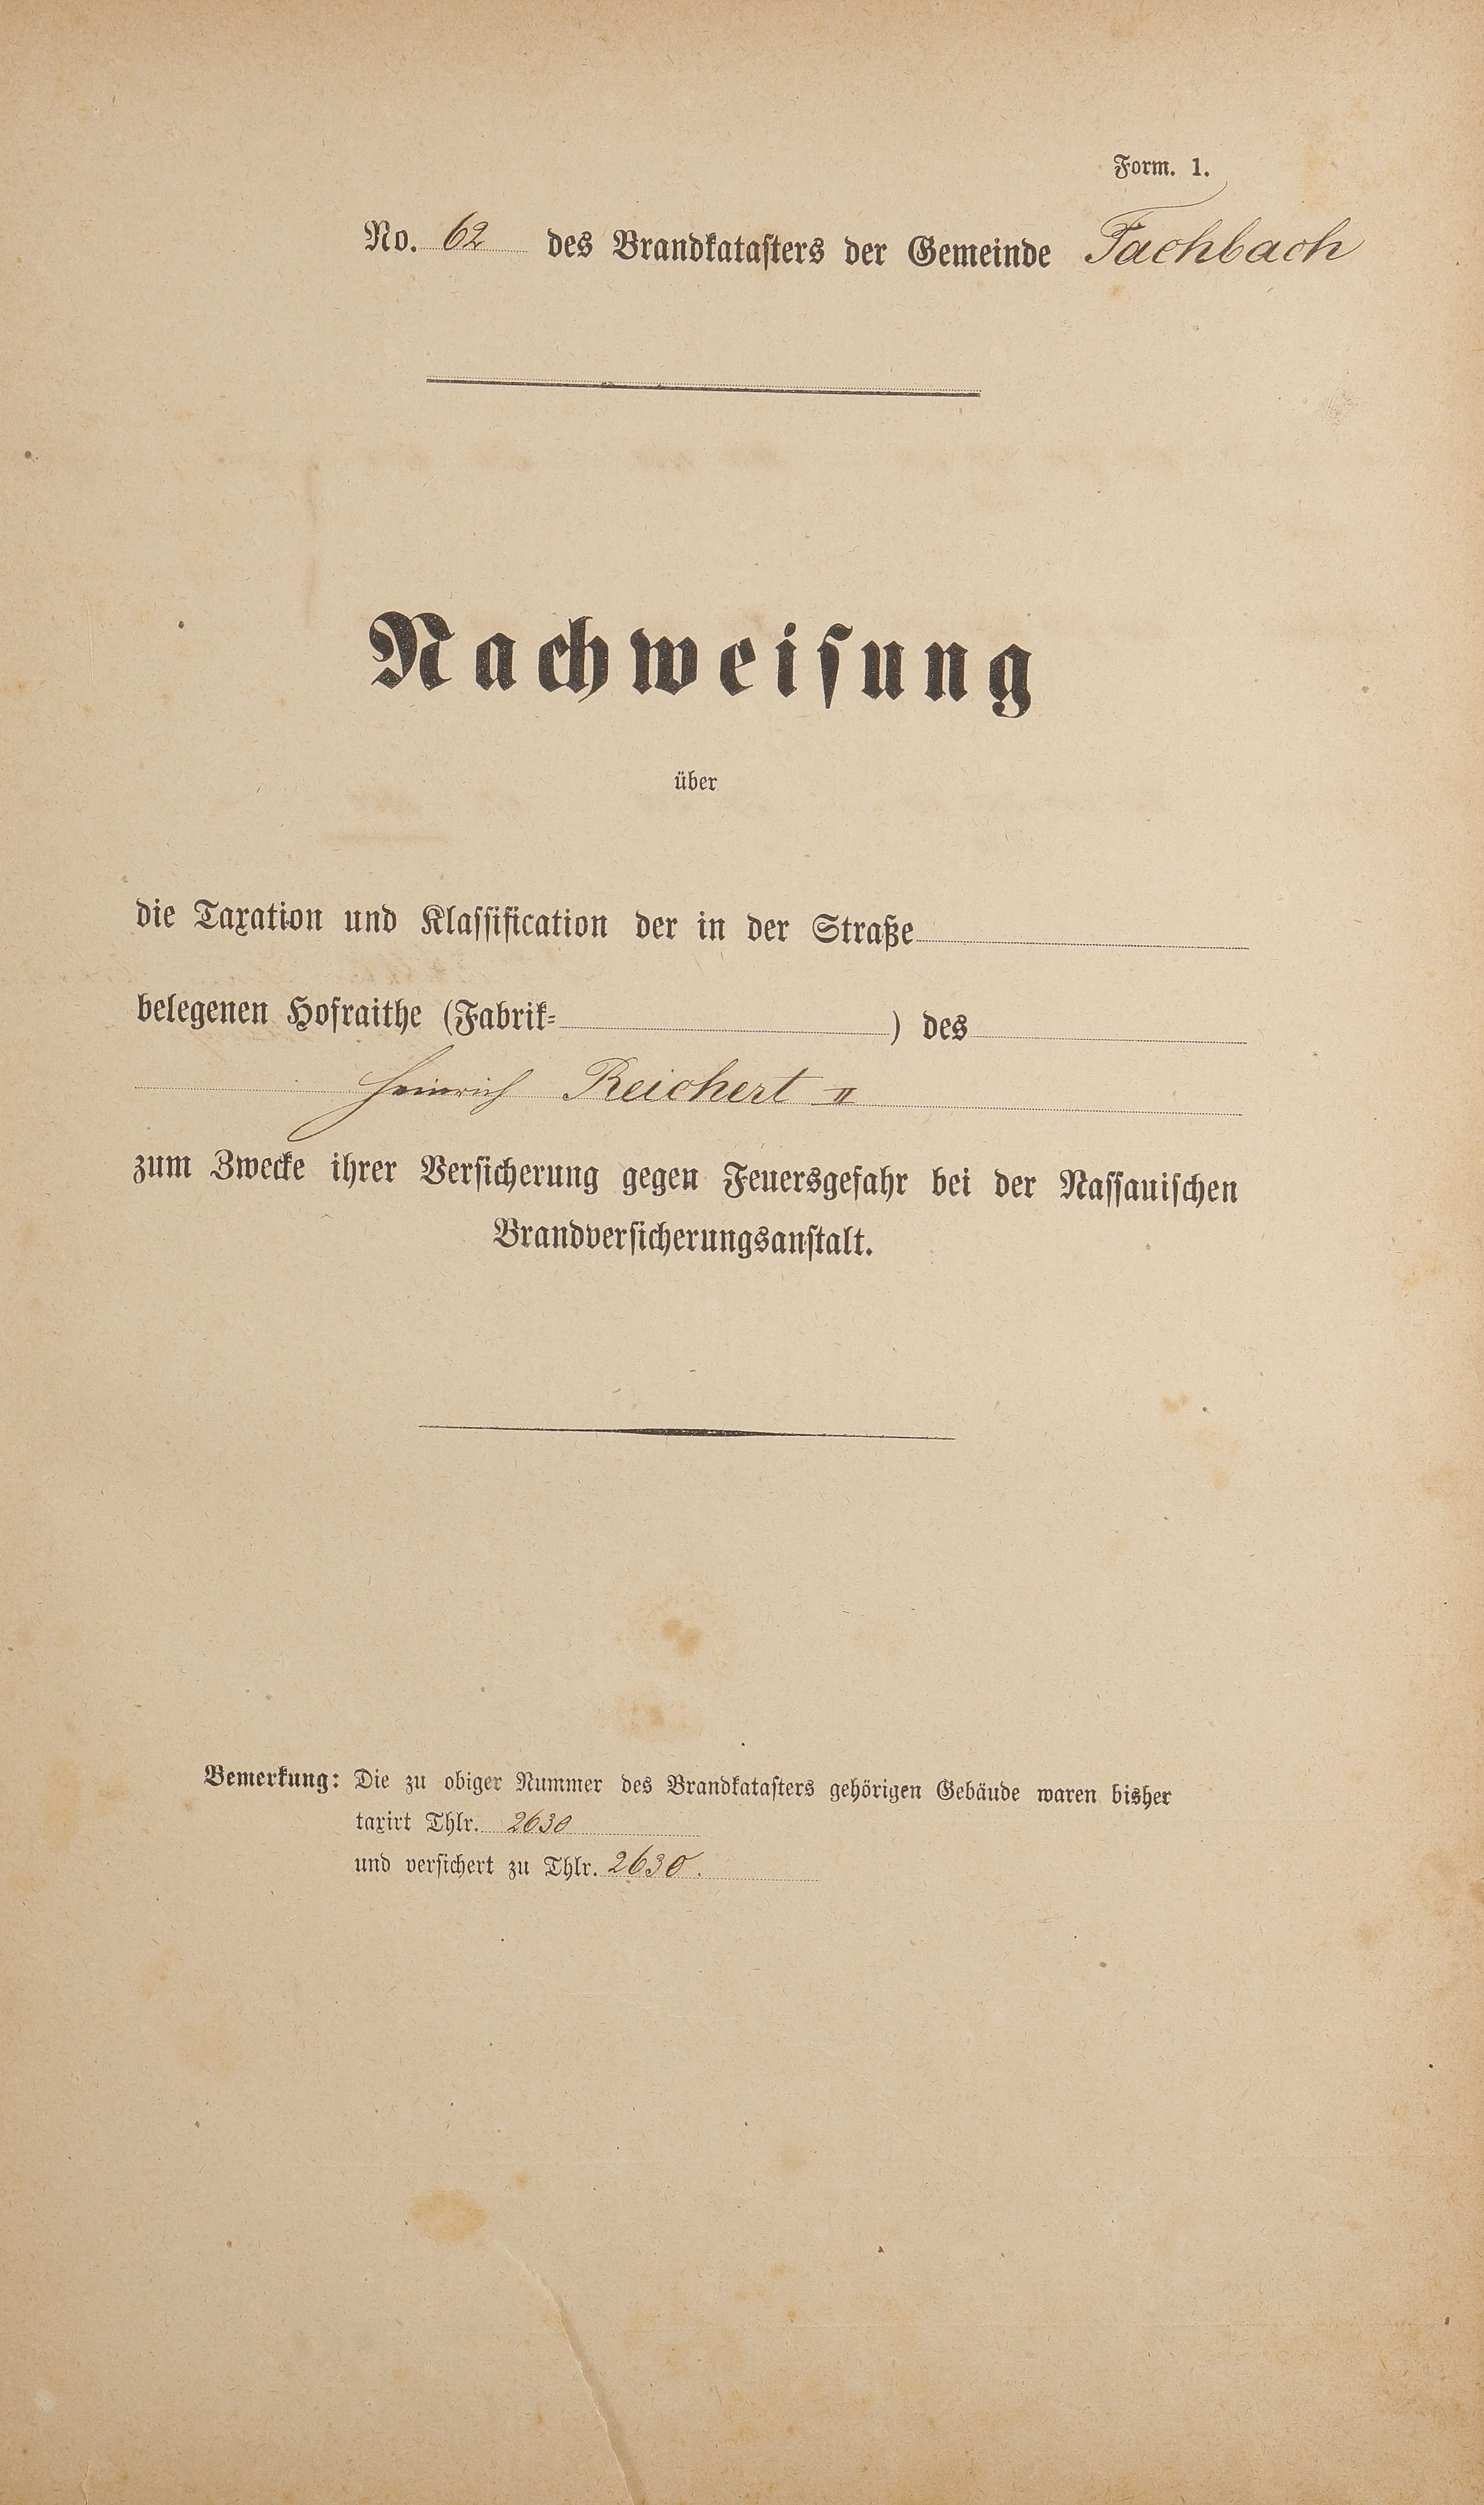 Form. 1.
No. 62 des Brandkatasters der Gemeinde Fachbach
Nachweisung
über
die Taxation und Klassification der in der Straße
belegenen Hofraithe (Fabrik- ) des
Heinrich Reichert II
zum Zwecke ihrer Versicherung gegen Feuersgefahr bei der Nassauischen
Brandversicherungsanstalt.
Bemerkung: Die zu obiger Nummer des Brandkatasters gehörigen Gebäude waren bisher
taxirt Thlr. 2630
und versichert zu Thlr. 2630.